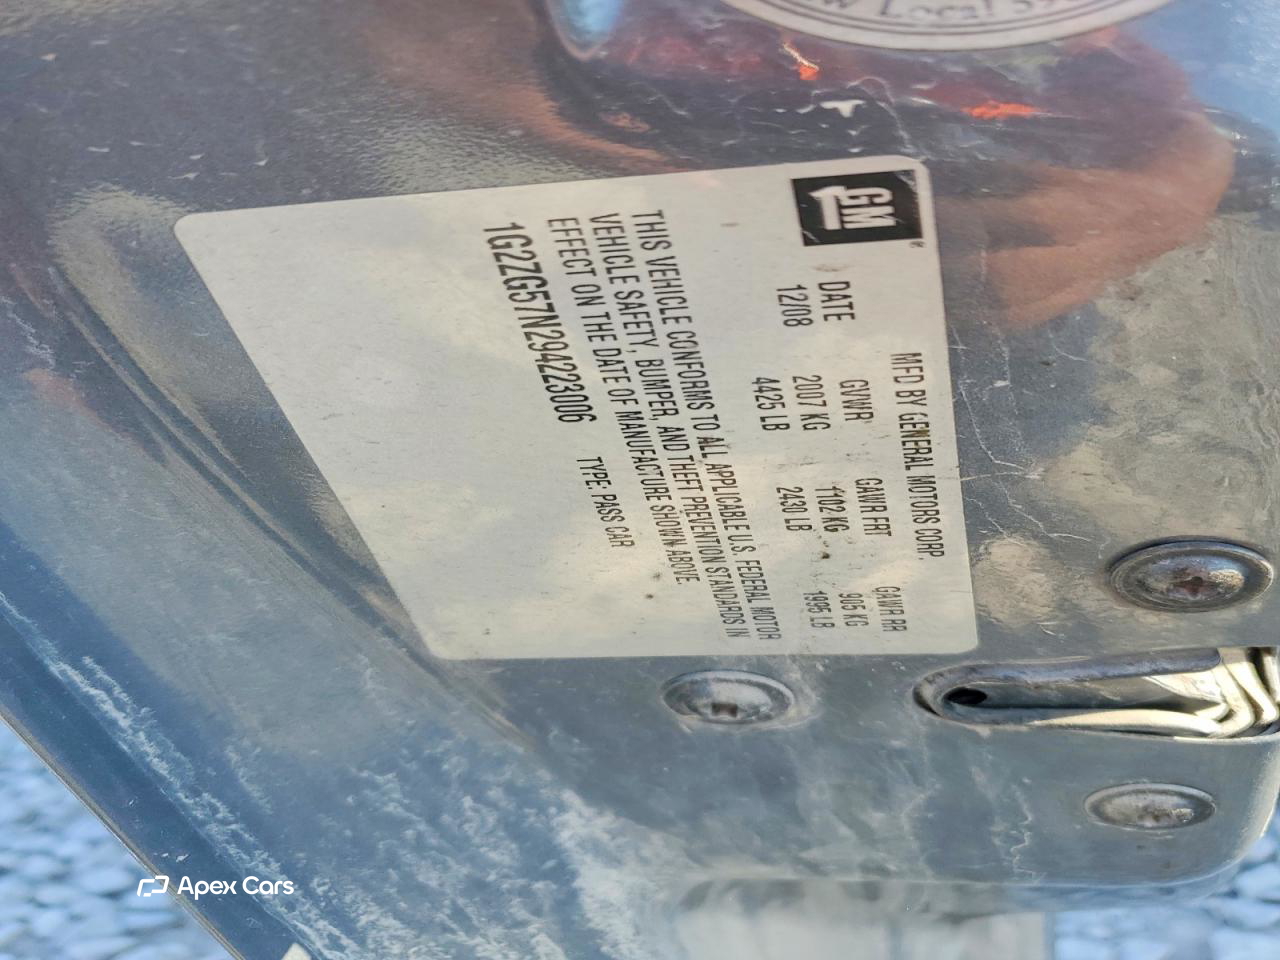 GM
®
MFD BY GENERAL MOTORS CORP.
DATE GVWR GAWR FRT GAWR RR
12/08 2007 KG 1102 KG 905 KG
4425 LB 2430 LB 1995 LB
THIS VEHICLE CONFORMS TO ALL APPLICABLE U.S. FEDERAL MOTOR
VEHICLE SAFETY, BUMPER, AND THEFT PREVENTION STANDARDS IN
EFFECT ON THE DATE OF MANUFACTURE SHOWN ABOVE.
1G2ZG57N294223006 TYPE: PASS CAR
Local
Apex Cars